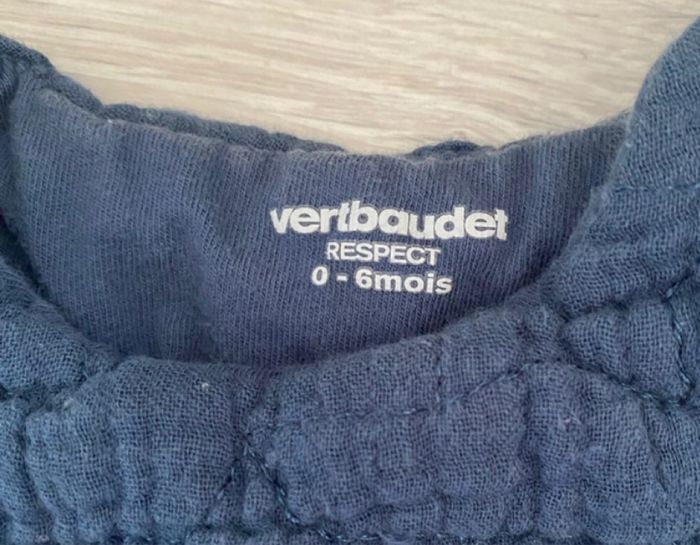 vertbaudet
RESPECT
0 - 6mois